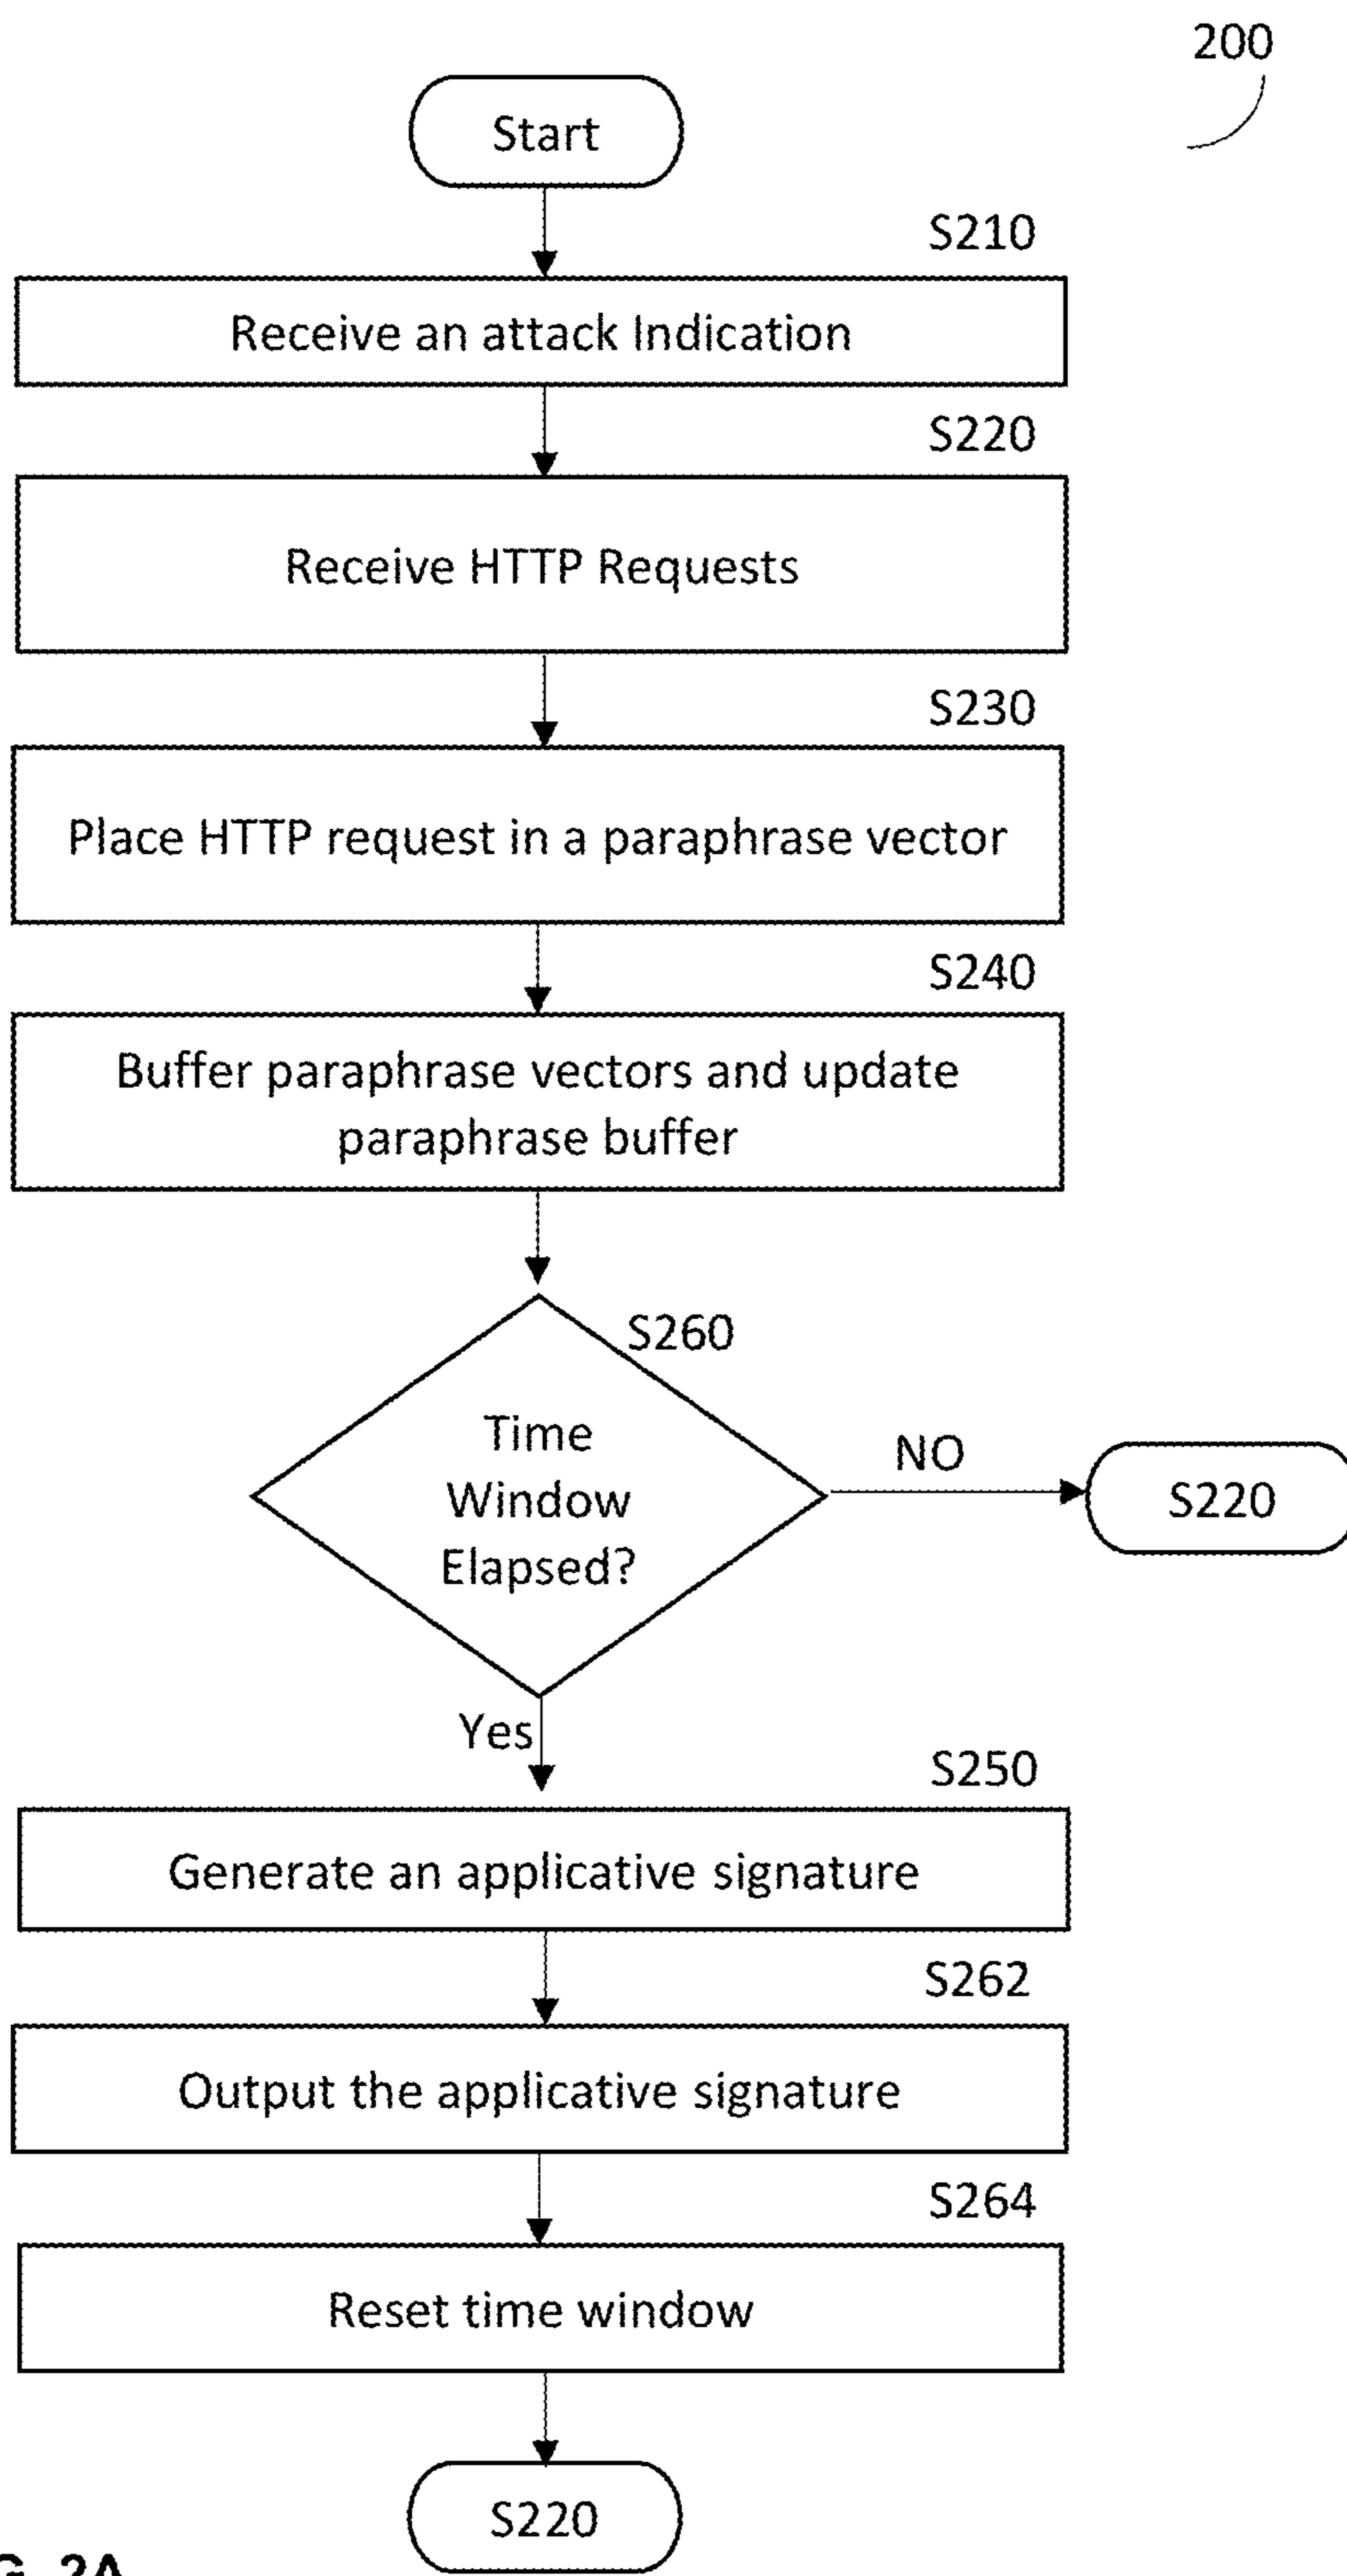 200
Start
S210
Receive an attack Indication
S220
Receive HTTP Requests
S230
Place HTTP request in a paraphrase vector
S240
Buffer paraphrase vectors and update
paraphrase buffer
S260
Time
Window
Elapsed?
NO
S220
Yes
S250
Generate an applicative signature
S262
Output the applicative signature
S264
Reset time window
S220
G. 2A